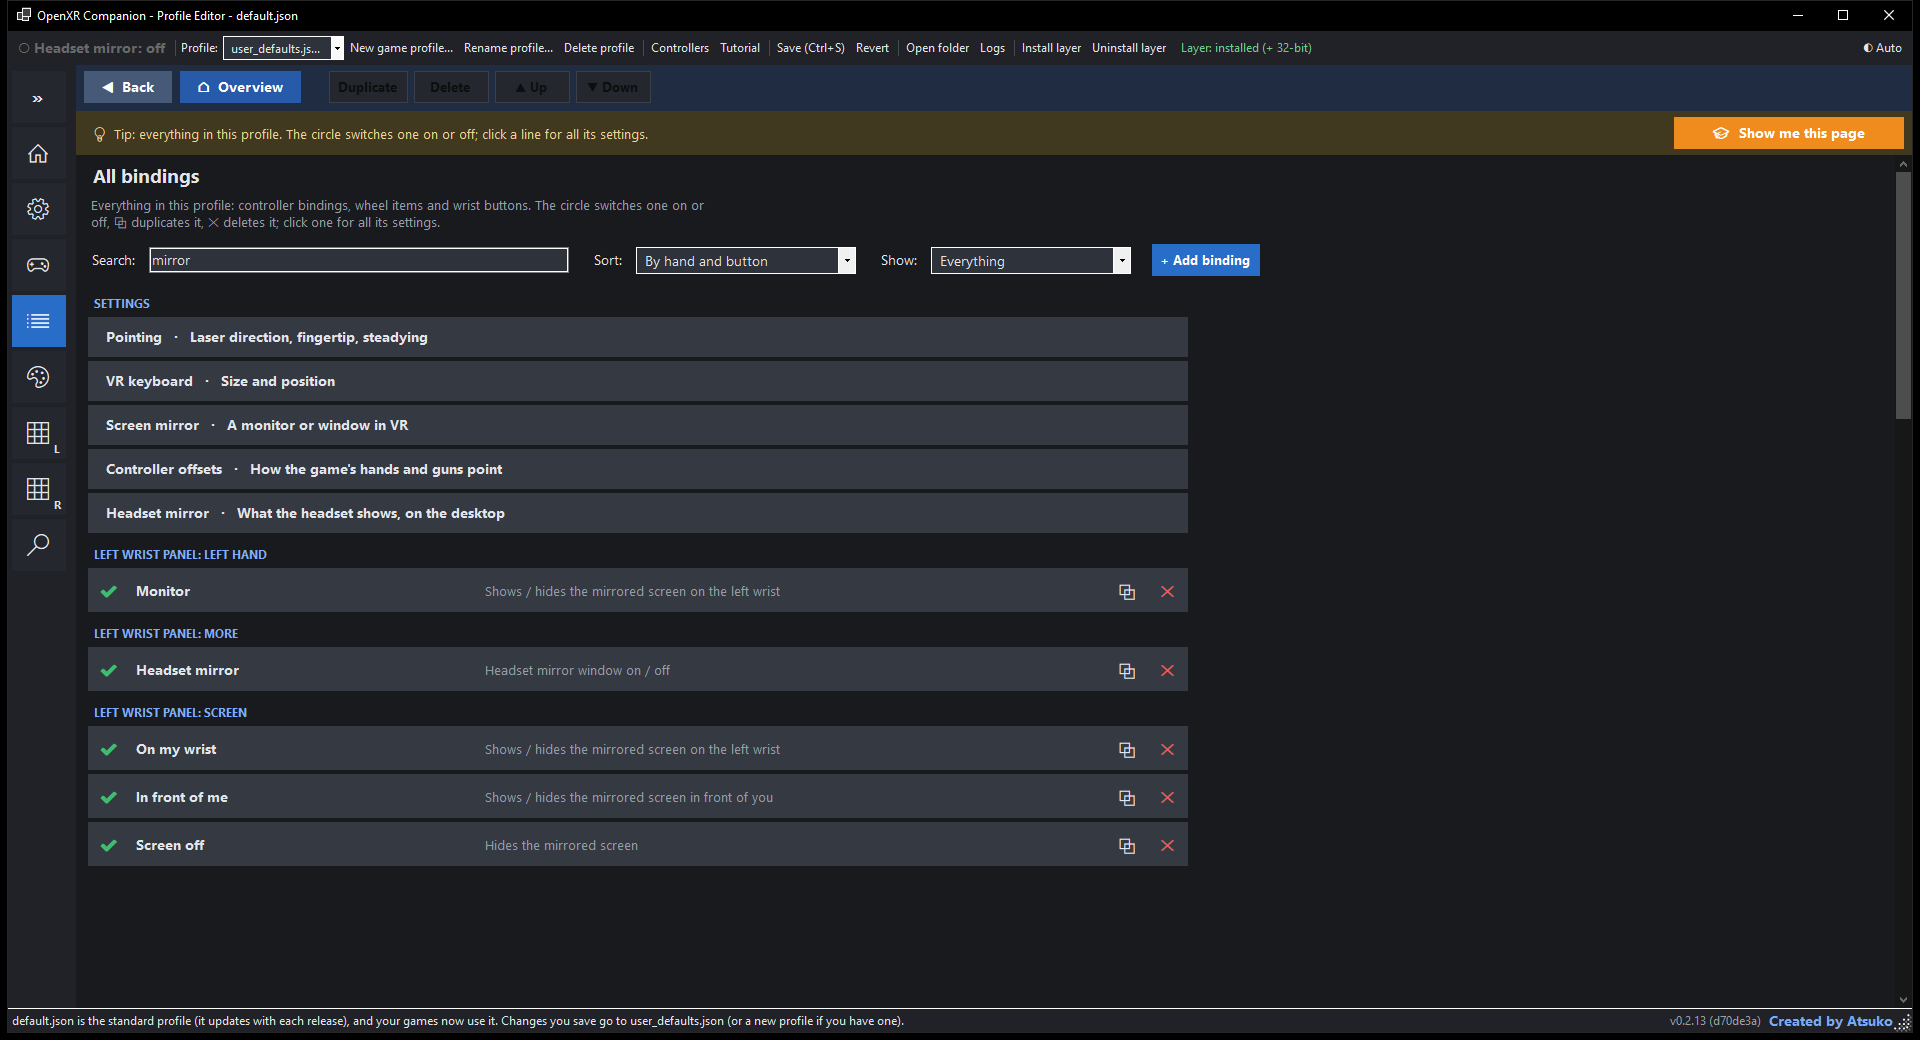 OpenXR Companion - Profile Editor - default.json
Headset mirror: off
Profile: user_defaults.js... New game profile... Rename profile... Delete profile Controllers Tutorial Save (Ctrl+S) Revert Open folder Logs Install layer Uninstall layer Layer: installed (+ 32-bit) Auto
Back Overview Duplicate Delete Up Down
Tip: everything in this profile. The circle switches one on or off; click a line for all its settings.
Show me this page
All bindings
Everything in this profile: controller bindings, wheel items and wrist buttons. The circle switches one on or
off, duplicates it, ✕ deletes it; click one for all its settings.
Search: mirror Sort: By hand and button Show: Everything + Add binding
SETTINGS
Pointing · Laser direction, fingertip, steadying
VR keyboard · Size and position
Screen mirror · A monitor or window in VR
Controller offsets · How the game's hands and guns point
Headset mirror · What the headset shows, on the desktop
LEFT WRIST PANEL: LEFT HAND
Monitor Shows / hides the mirrored screen on the left wrist
LEFT WRIST PANEL: MORE
Headset mirror Headset mirror window on / off
LEFT WRIST PANEL: SCREEN
On my wrist Shows / hides the mirrored screen on the left wrist
In front of me Shows / hides the mirrored screen in front of you
Screen off Hides the mirrored screen
L
R
default.json is the standard profile (it updates with each release), and your games now use it. Changes you save go to user_defaults.json (or a new profile if you have one).
v0.2.13 (d70de3a) Created by Atsuko